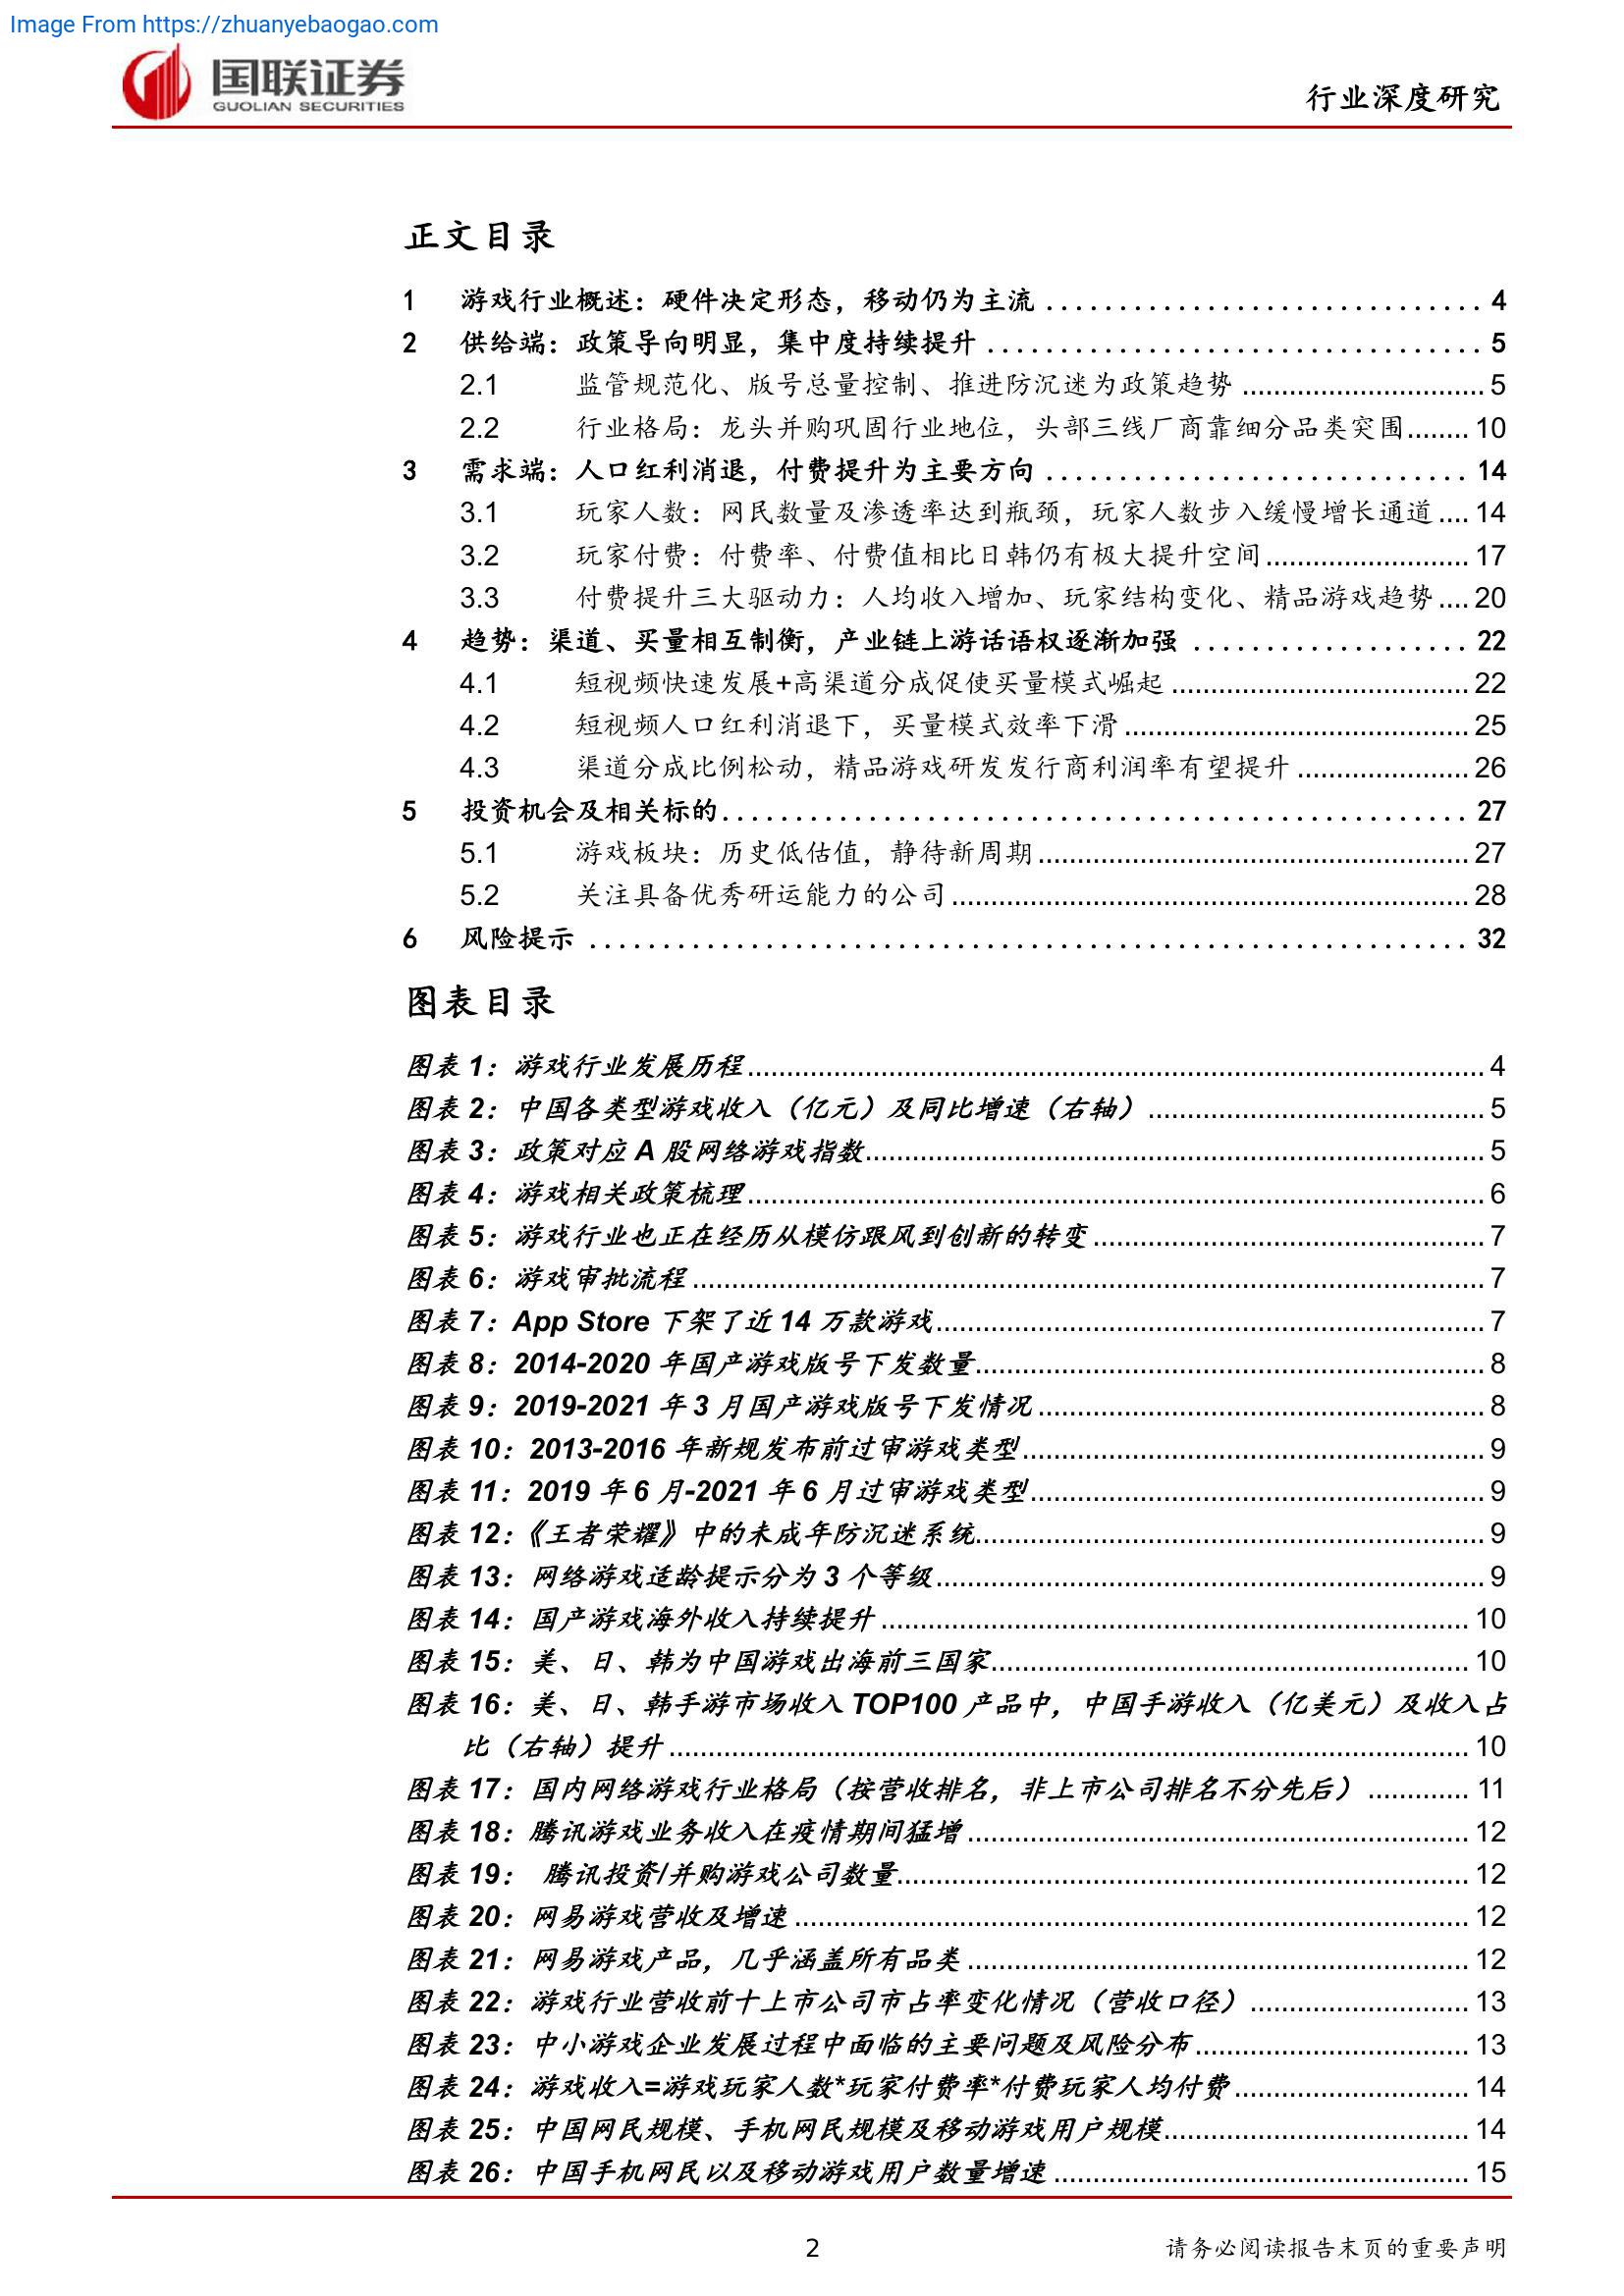 Image From https://zhuanyebaogao.com
国联证券
GUOLIAN SECURITIES
行业深度研究
正文目录
1 游戏行业概述：硬件决定形态，移动仍为主流 .............................. 4
2 供给端：政策导向明显，集中度持续提升 .................................. 5
2.1 监管规范化、版号总量控制、推进防沉迷为政策趋势 ............................... 5
2.2 行业格局：龙头并购巩固行业地位，头部三线厂商靠细分品类突围........ 10
3 需求端：人口红利消退，付费提升为主要方向 ............................. 14
3.1 玩家人数：网民数量及渗透率达到瓶颈，玩家人数步入缓慢增长通道.... 14
3.2 玩家付费：付费率、付费值相比日韩仍有极大提升空间.......................... 17
3.3 付费提升三大驱动力：人均收入增加、玩家结构变化、精品游戏趋势.... 20
4 趋势：渠道、买量相互制衡，产业链上游话语权逐渐加强 ................... 22
4.1 短视频快速发展+高渠道分成促使买量模式崛起 ...................................... 22
4.2 短视频人口红利消退下，买量模式效率下滑............................................ 25
4.3 渠道分成比例松动，精品游戏研发发行商利润率有望提升 ...................... 26
5 投资机会及相关标的................................................... 27
5.1 游戏板块：历史低估值，静待新周期....................................................... 27
5.2 关注具备优秀研运能力的公司.................................................................. 28
6 风险提示 ............................................................ 32
图表目录
图表 1：游戏行业发展历程.............................................................................................. 4
图表 2：中国各类型游戏收入（亿元）及同比增速（右轴）........................................... 5
图表 3：政策对应 A 股网络游戏指数............................................................................... 5
图表 4：游戏相关政策梳理.............................................................................................. 6
图表 5：游戏行业也正在经历从模仿跟风到创新的转变.................................................. 7
图表 6：游戏审批流程..................................................................................................... 7
图表 7：App Store 下架了近 14 万款游戏...................................................................... 7
图表 8：2014-2020 年国产游戏版号下发数量................................................................. 8
图表 9：2019-2021 年 3 月国产游戏版号下发情况......................................................... 8
图表 10：2013-2016 年新规发布前过审游戏类型........................................................... 9
图表 11：2019 年 6 月-2021 年 6 月过审游戏类型.......................................................... 9
图表 12：《王者荣耀》中的未成年防沉迷系统................................................................. 9
图表 13：网络游戏适龄提示分为 3 个等级...................................................................... 9
图表 14：国产游戏海外收入持续提升 ........................................................................... 10
图表 15：美、日、韩为中国游戏出海前三国家............................................................. 10
图表 16：美、日、韩手游市场收入 TOP100 产品中，中国手游收入（亿美元）及收入占
比（右轴）提升 ...................................................................................................... 10
图表 17：国内网络游戏行业格局（按营收排名，非上市公司排名不分先后） ............. 11
图表 18：腾讯游戏业务收入在疫情期间猛增................................................................ 12
图表 19： 腾讯投资/并购游戏公司数量......................................................................... 12
图表 20：网易游戏营收及增速 ...................................................................................... 12
图表 21：网易游戏产品，几乎涵盖所有品类 ................................................................ 12
图表 22：游戏行业营收前十上市公司市占率变化情况（营收口径）............................ 13
图表 23：中小游戏企业发展过程中面临的主要问题及风险分布................................... 13
图表 24：游戏收入=游戏玩家人数*玩家付费率*付费玩家人均付费.............................. 14
图表 25：中国网民规模、手机网民规模及移动游戏用户规模....................................... 14
图表 26：中国手机网民以及移动游戏用户数量增速 ..................................................... 15
2
请务必阅读报告末页的重要声明